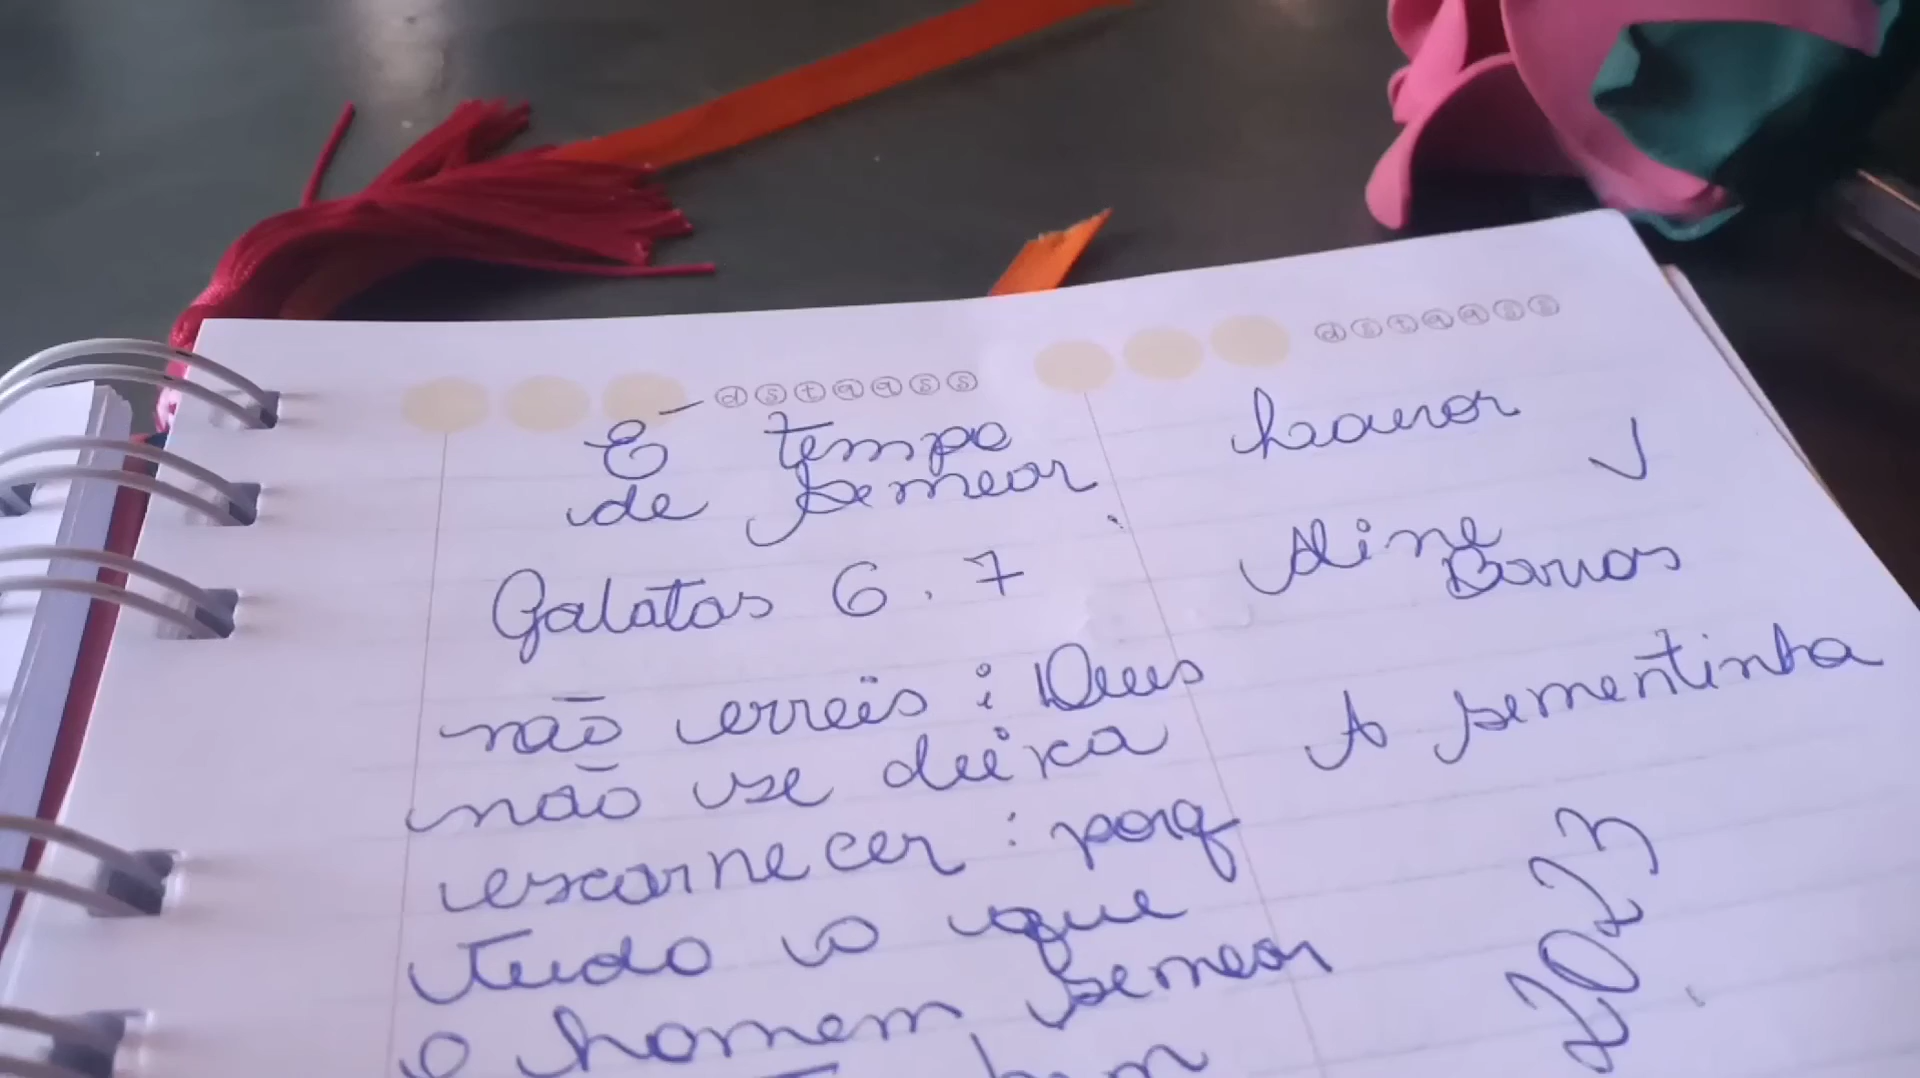 d s t q q s s
d s t q q s s
É tempo
de semear
Galatas 6.7
não erreis : Deus
não se deixa
escarnecer : porq
tudo o que
o homem semear
Louvor
Aline
Barros
A sementinha
2023